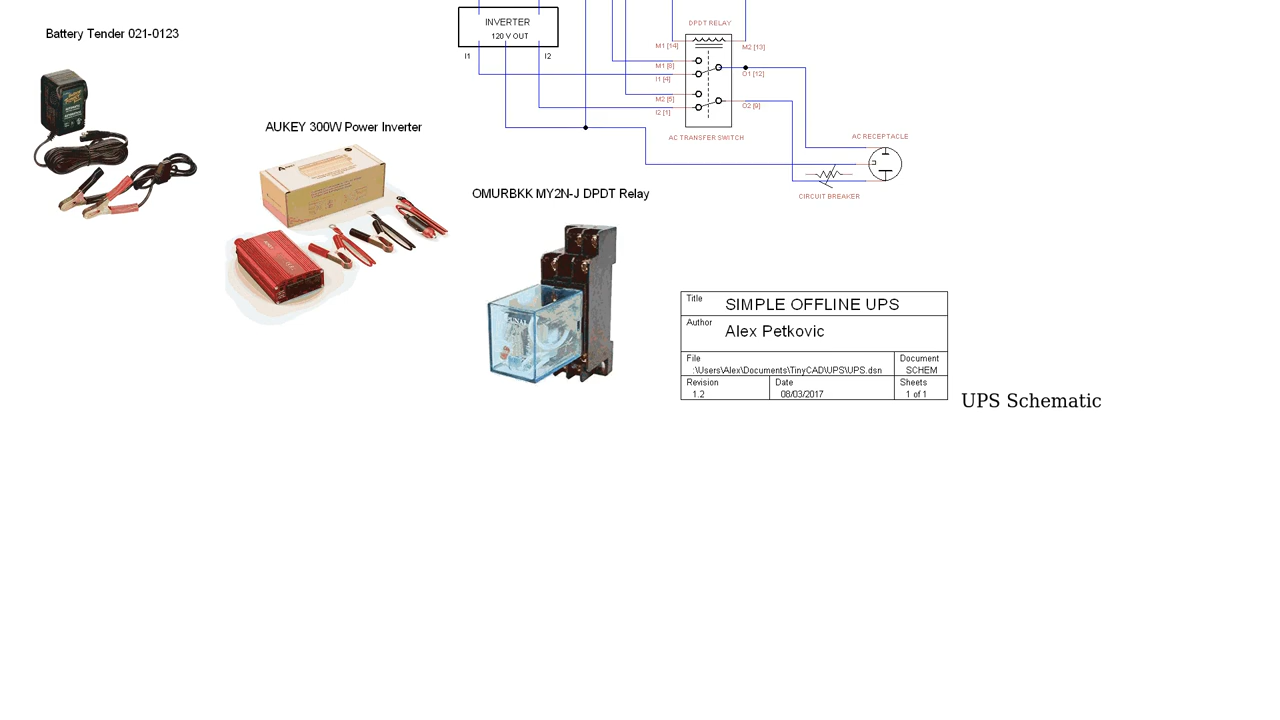 Battery Tender 021-0123
INVERTER
120 V OUT
I1
I2
DPDT RELAY
M1 [14]
M2 [13]
M1 [8]
I1 [4]
O1 [12]
M2 [5]
I2 [1]
O2 [9]
AC TRANSFER SWITCH
AC RECEPTACLE
CIRCUIT BREAKER
AUKEY 300W Power Inverter
OMURBKK MY2N-J DPDT Relay
Title
SIMPLE OFFLINE UPS
Author
Alex Petkovic
File
:\Users\Alex\Documents\TinyCAD\UPS\UPS.dsn
Document
SCHEM
Revision
1.2
Date
08/03/2017
Sheets
1 of 1
UPS Schematic